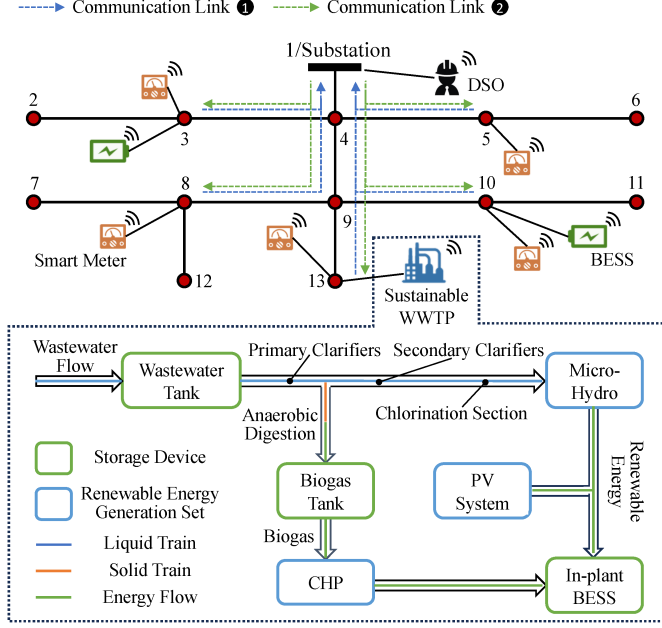 Communication Link ❶
Communication Link ❷
1/Substation
DSO
2
3
4
5
6
7
8
9
10
11
12
13
Smart Meter
BESS
Sustainable
WWTP
Wastewater
Flow
Wastewater
Tank
Primary Clarifiers
Secondary Clarifiers
Chlorination Section
Micro-
Hydro
Anaerobic
Digestion
Storage Device
Renewable Energy
Generation Set
Liquid Train
Solid Train
Energy Flow
Biogas
Tank
PV
System
Renewable
Energy
Biogas
CHP
In-plant
BESS